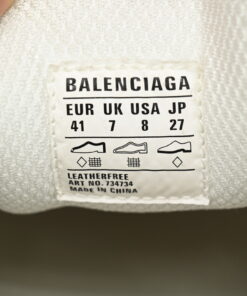 BALENCIAGA
EUR UK USA JP
41 7 8 27
LEATHERFREE
ART NO. 734734
MADE IN CHINA